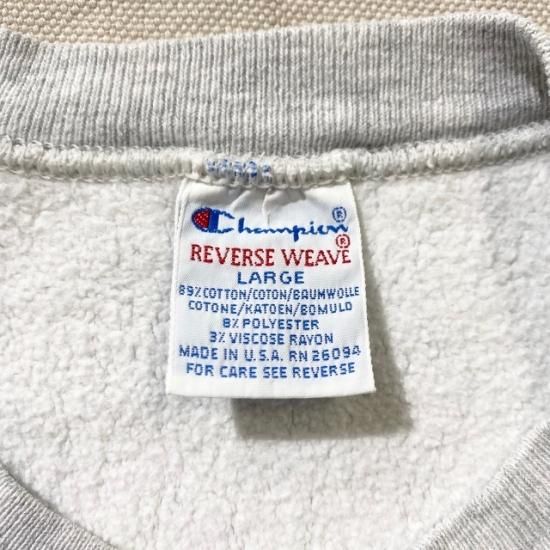 Champion®
REVERSE WEAVE®
LARGE
89% COTTON/COTON/BAUMWOLLE
COTONE/KATOEN/BOMULD
8% POLYESTER
3% VISCOSE RAYON
MADE IN U.S.A. RN 26094
FOR CARE SEE REVERSE